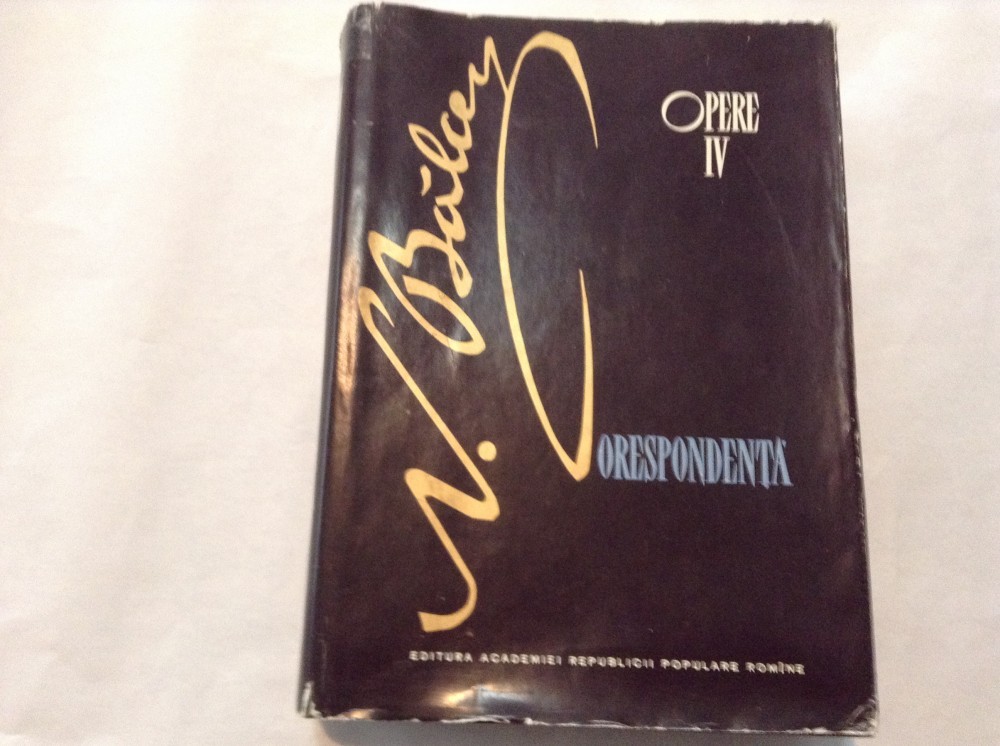 N. Bălcescu
OPERE
IV
CORESPONDENȚĂ
EDITURA ACADEMIEI REPUBLICII POPULARE ROMÎNE